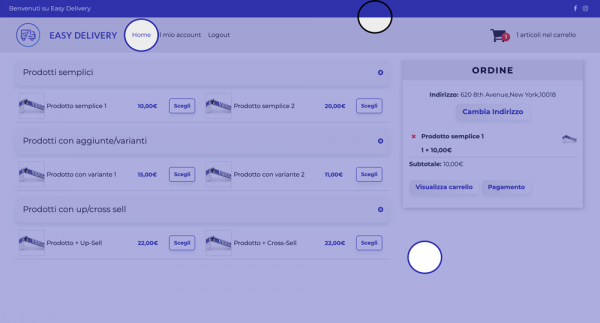 Benvenuti su Easy Delivery
EASY DELIVERY
Home
Il mio account
Logout
1
1 articoli nel carrello
Prodotti semplici
Prodotto semplice 1
10,00€
Scegli
Prodotto semplice 2
20,00€
Scegli
Prodotti con aggiunte/varianti
Prodotto con variante 1
15,00€
Scegli
Prodotto con variante 2
11,00€
Scegli
Prodotti con up/cross sell
Prodotto + Up-Sell
22,00€
Scegli
Prodotto + Cross-Sell
22,00€
Scegli
ORDINE
Indirizzo: 620 8th Avenue,New York,10018
Cambia Indirizzo
Prodotto semplice 1
1 × 10,00€
Subtotale: 10,00€
Visualizza carrello
Pagamento